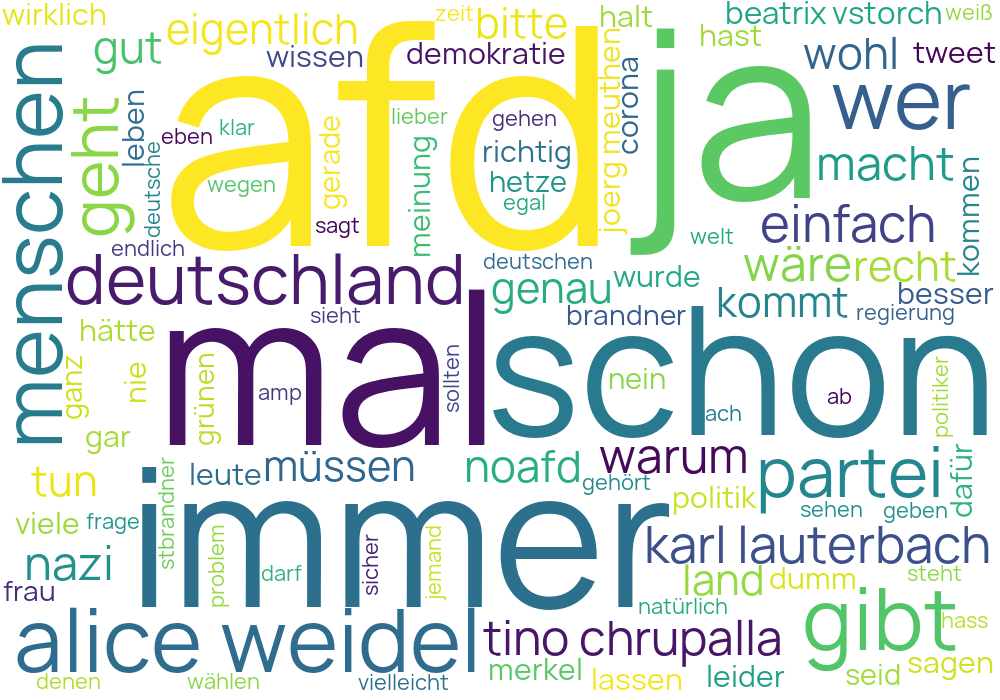 wirklich
gut
eigentlich
zeit
bitte
halt
beatrix vstorch
weiß
wissen
demokratie
hast
wohl
tweet
menschen
geht
leben
deutsche
eben
klar
afd
ja
wegen
gerade
sagt
lieber
meinung
gehen
richtig
hetze
egal
joerg meuthen
corona
wer
macht
einfach
kommen
welt
endlich
deutschland
deutschen
genau
wurde
wäre
recht
sieht
brandner
kommt
besser
regierung
hätte
ganz
nie
grünen
mal
amp
sollten
schon
nein
ach
ab
politiker
gar
tun
leute
müssen
noafd
warum
gehört
partei
dafür
viele
frage
stbrandner
immer
politik
sehen
geben
nazi
problem
darf
sicher
jemand
karl lauterbach
frau
land
dumm
steht
natürlich
alice weidel
tino chrupalla
gibt
hass
merkel
leider
seid
sagen
denen
wählen
vielleicht
lassen